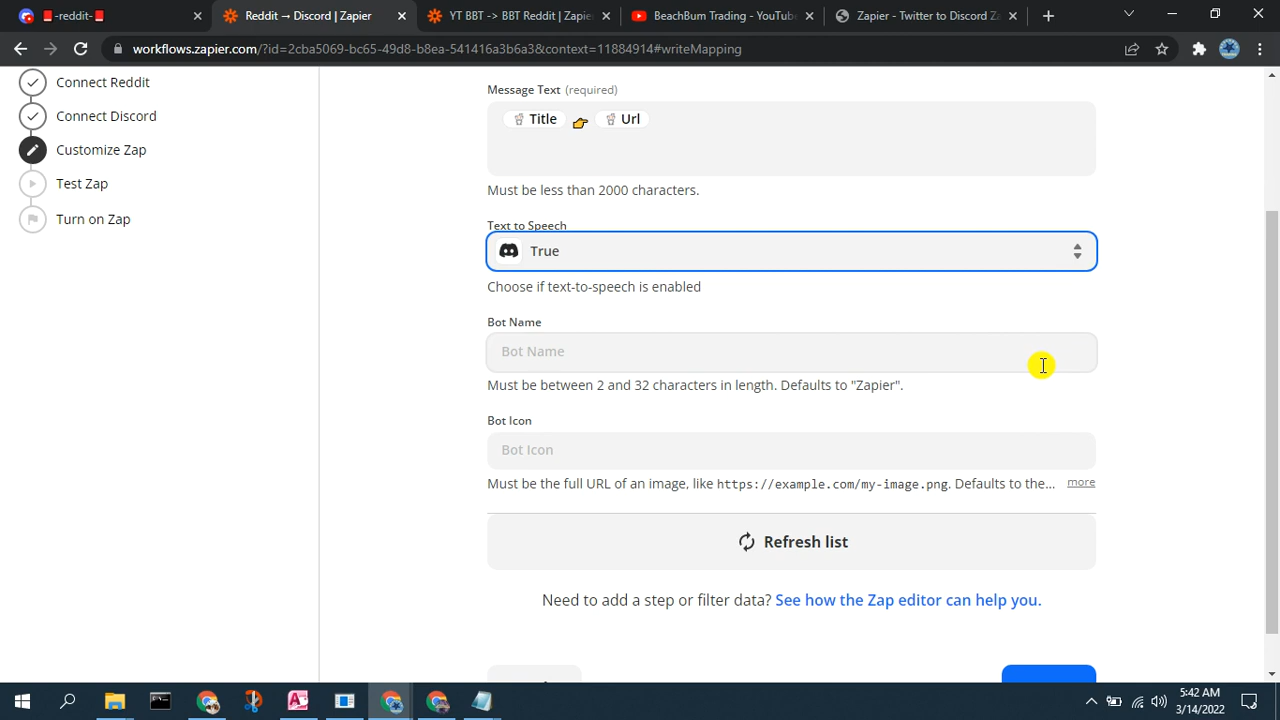 -reddit-
Reddit → Discord | Zapier
YT BBT -> BBT Reddit | Zapie
BeachBum Trading - YouTube
Zapier - Twitter to Discord Za
workflows.zapier.com/?id=2cba5069-bc65-49d8-b8ea-541416a3b6a3&context=11884914#writeMapping
Connect Reddit
Connect Discord
Customize Zap
Test Zap
Turn on Zap
Message Text (required)
Title 👉 Url
Must be less than 2000 characters.
Text to Speech
True
Choose if text-to-speech is enabled
Bot Name
Bot Name
Must be between 2 and 32 characters in length. Defaults to "Zapier".
Bot Icon
Bot Icon
Must be the full URL of an image, like https://example.com/my-image.png. Defaults to the... more
Refresh list
Need to add a step or filter data? See how the Zap editor can help you.
5:42 AM
3/14/2022